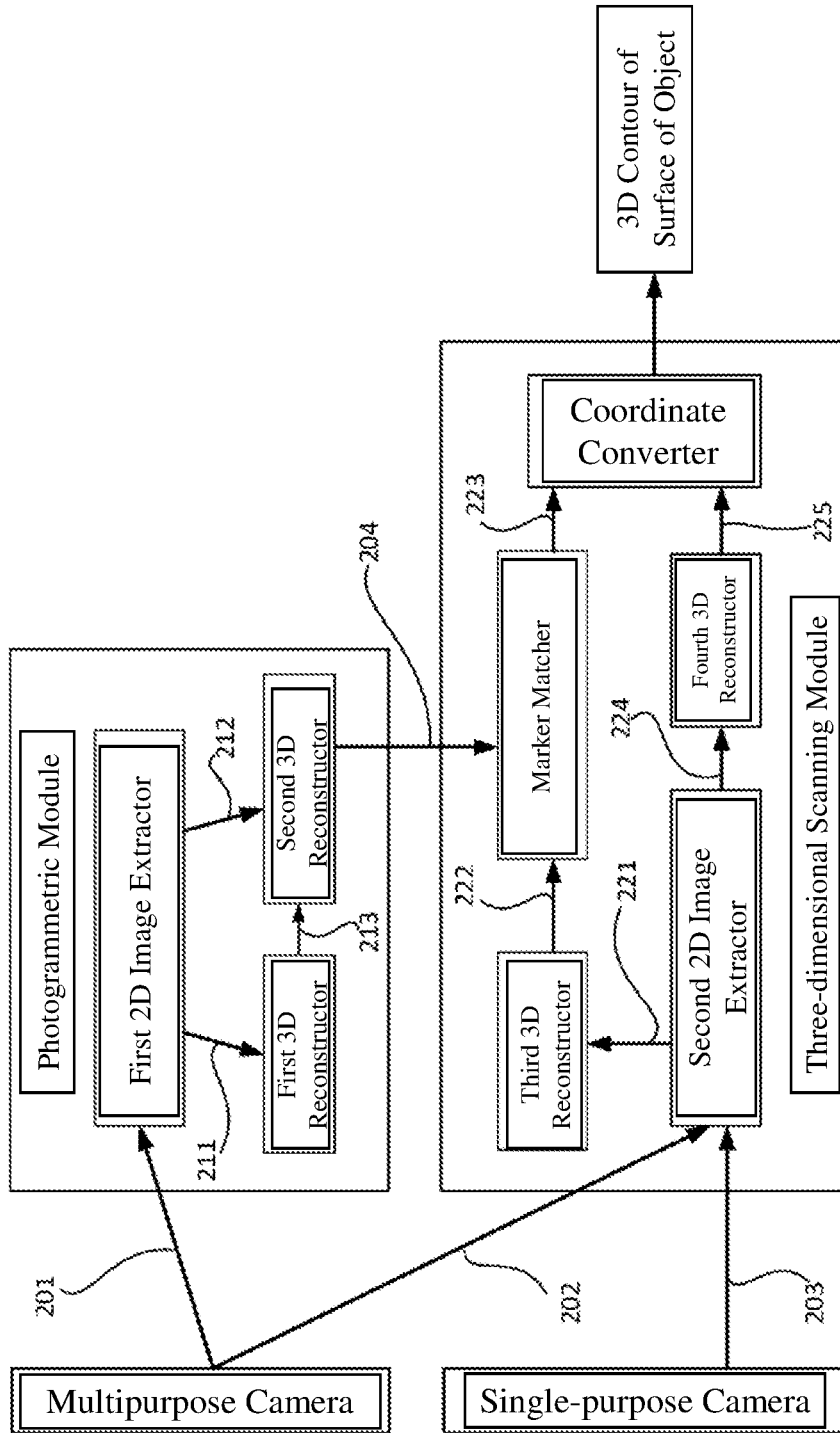 Multipurpose Camera
Single-purpose Camera
201
202
203
Photogrammetric Module
First 2D Image Extractor
211
212
First 3D
Reconstructor
213
Second 3D
Reconstructor
204
Third 3D
Reconstructor
222
Marker Matcher
223
221
Second 2D Image
Extractor
224
Fourth 3D
Reconstructor
225
Coordinate
Converter
Three-dimensional Scanning Module
3D Contour of
Surface of Object